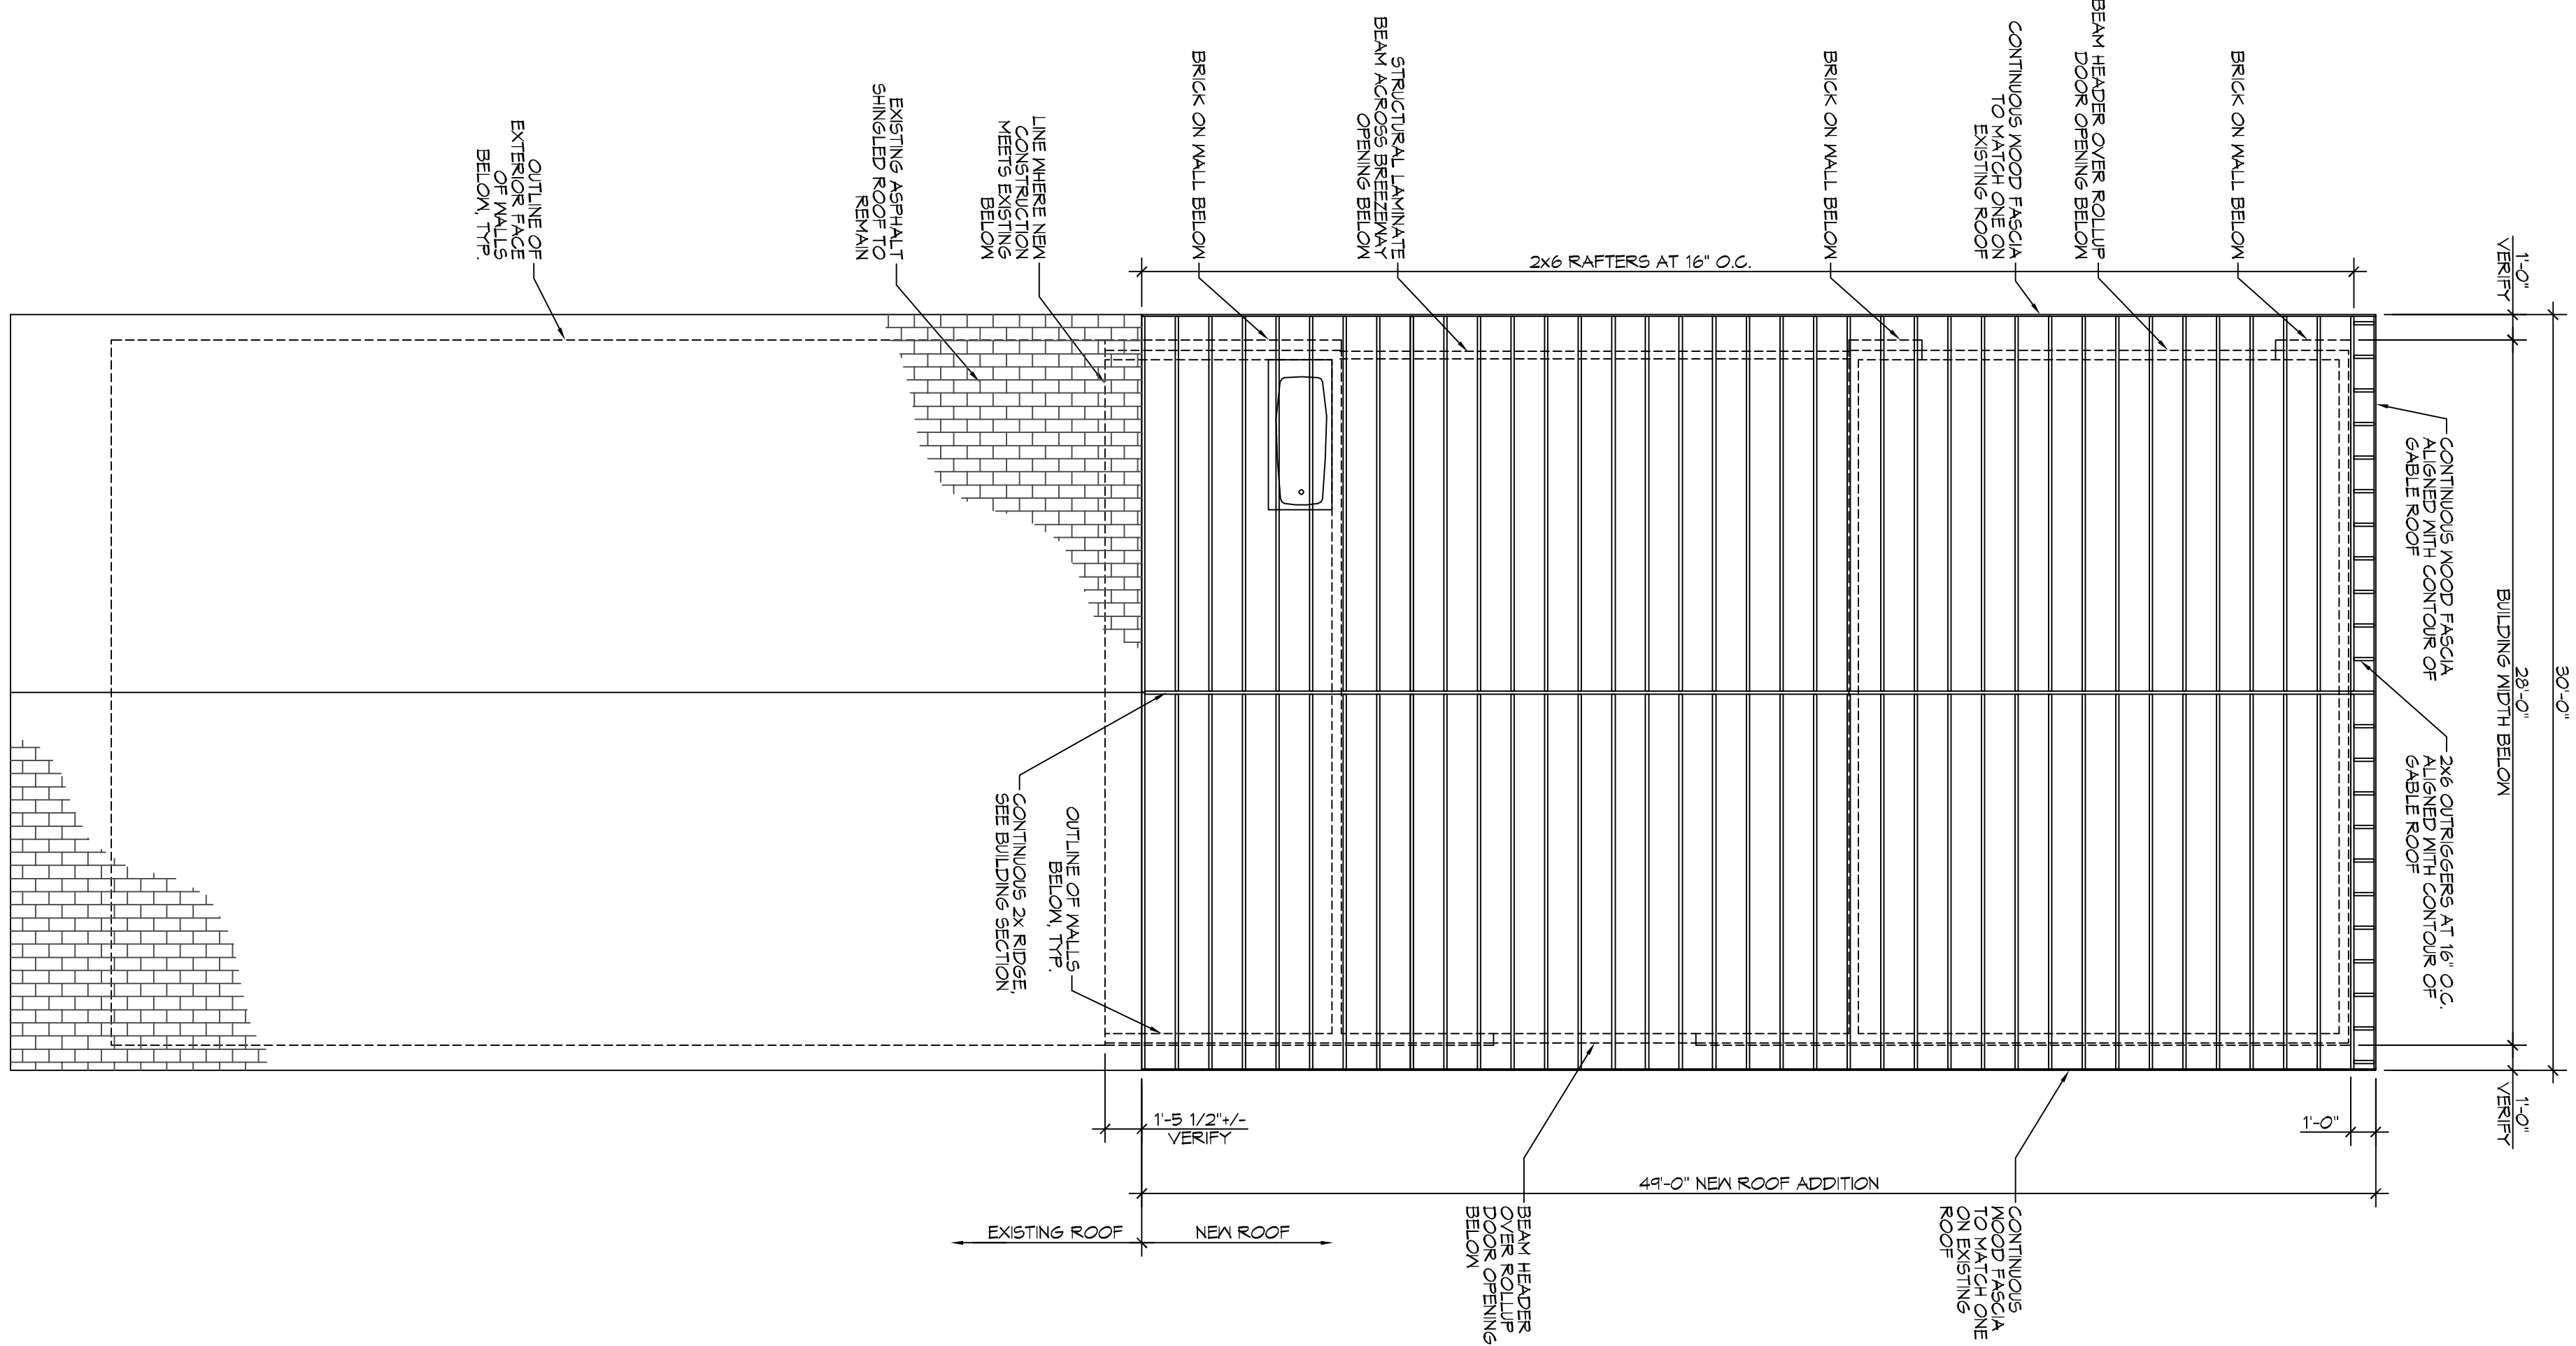 OUTLINE OF
EXTERIOR FACE
OF WALLS
BELOW, TYP.
EXISTING ASPHALT
SHINGLED ROOF TO
REMAIN
LINE WHERE NEW
CONSTRUCTION
MEETS EXISTING
BELOW
BRICK ON WALL BELOW
STRUCTURAL LAMINATE
BEAM ACROSS BREEZEWAY
OPENING BELOW
2x6 RAFTERS AT 16" O.C.
BRICK ON WALL BELOW
CONTINUOUS WOOD FASCIA
TO MATCH ONE ON
EXISTING ROOF
BEAM HEADER OVER ROLLUP
DOOR OPENING BELOW
BRICK ON WALL BELOW
1'-0"
VERIFY
CONTINUOUS WOOD FASCIA
ALIGNED WITH CONTOUR OF
GABLE ROOF
30'-0"
28'-0"
BUILDING WIDTH BELOW
2x6 OUTRIGGERS AT 16" O.C.
ALIGNED WITH CONTOUR OF
GABLE ROOF
1'-0"
VERIFY
OUTLINE OF WALLS
BELOW, TYP.
CONTINUOUS 2x RIDGE,
SEE BUILDING SECTION
1'-5 1/2"+/-
VERIFY
1'-0"
49'-0" NEW ROOF ADDITION
EXISTING ROOF
NEW ROOF
BEAM HEADER
OVER ROLLUP
DOOR OPENING
BELOW
CONTINUOUS
WOOD FASCIA
TO MATCH ONE
ON EXISTING
ROOF